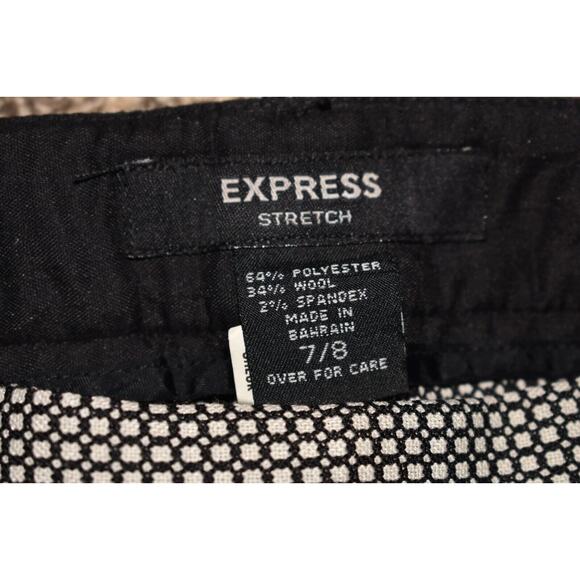 EXPRESS
STRETCH
64% POLYESTER
34% WOOL
2% SPANDEX
MADE IN
BAHRAIN
7/8
OVER FOR CARE